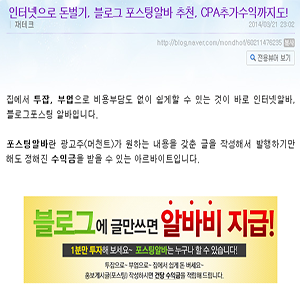 인터넷으로 돈벌기, 블로그 포스팅알바 추천, CPA추가수익까지도!
재테크
2014/03/21 23:02
http://blog.naver.com/mondhof/60211476235
전용뷰어 보기
집에서 투잡, 부업으로 비용부담도 없이 쉽게할 수 있는 것이 바로 인터넷알바,
블로그포스팅 알바입니다.
포스팅알바란 광고주(머천트)가 원하는 내용을 갖춘 글을 작성해서 발행하기만
해도 정해진 수익금을 받을 수 있는 아르바이트입니다.
블로그에 글만쓰면 알바비 지급!
1분만 투자해 보세요~ 포스팅알바는 누구나 할 수 있습니다!
투잡으로~ 부업으로~ 집에서 쉽게 돈 버세요~
홍보게시글(포스팅) 작성하시면 건당 수익금을 적립해 드립니다.